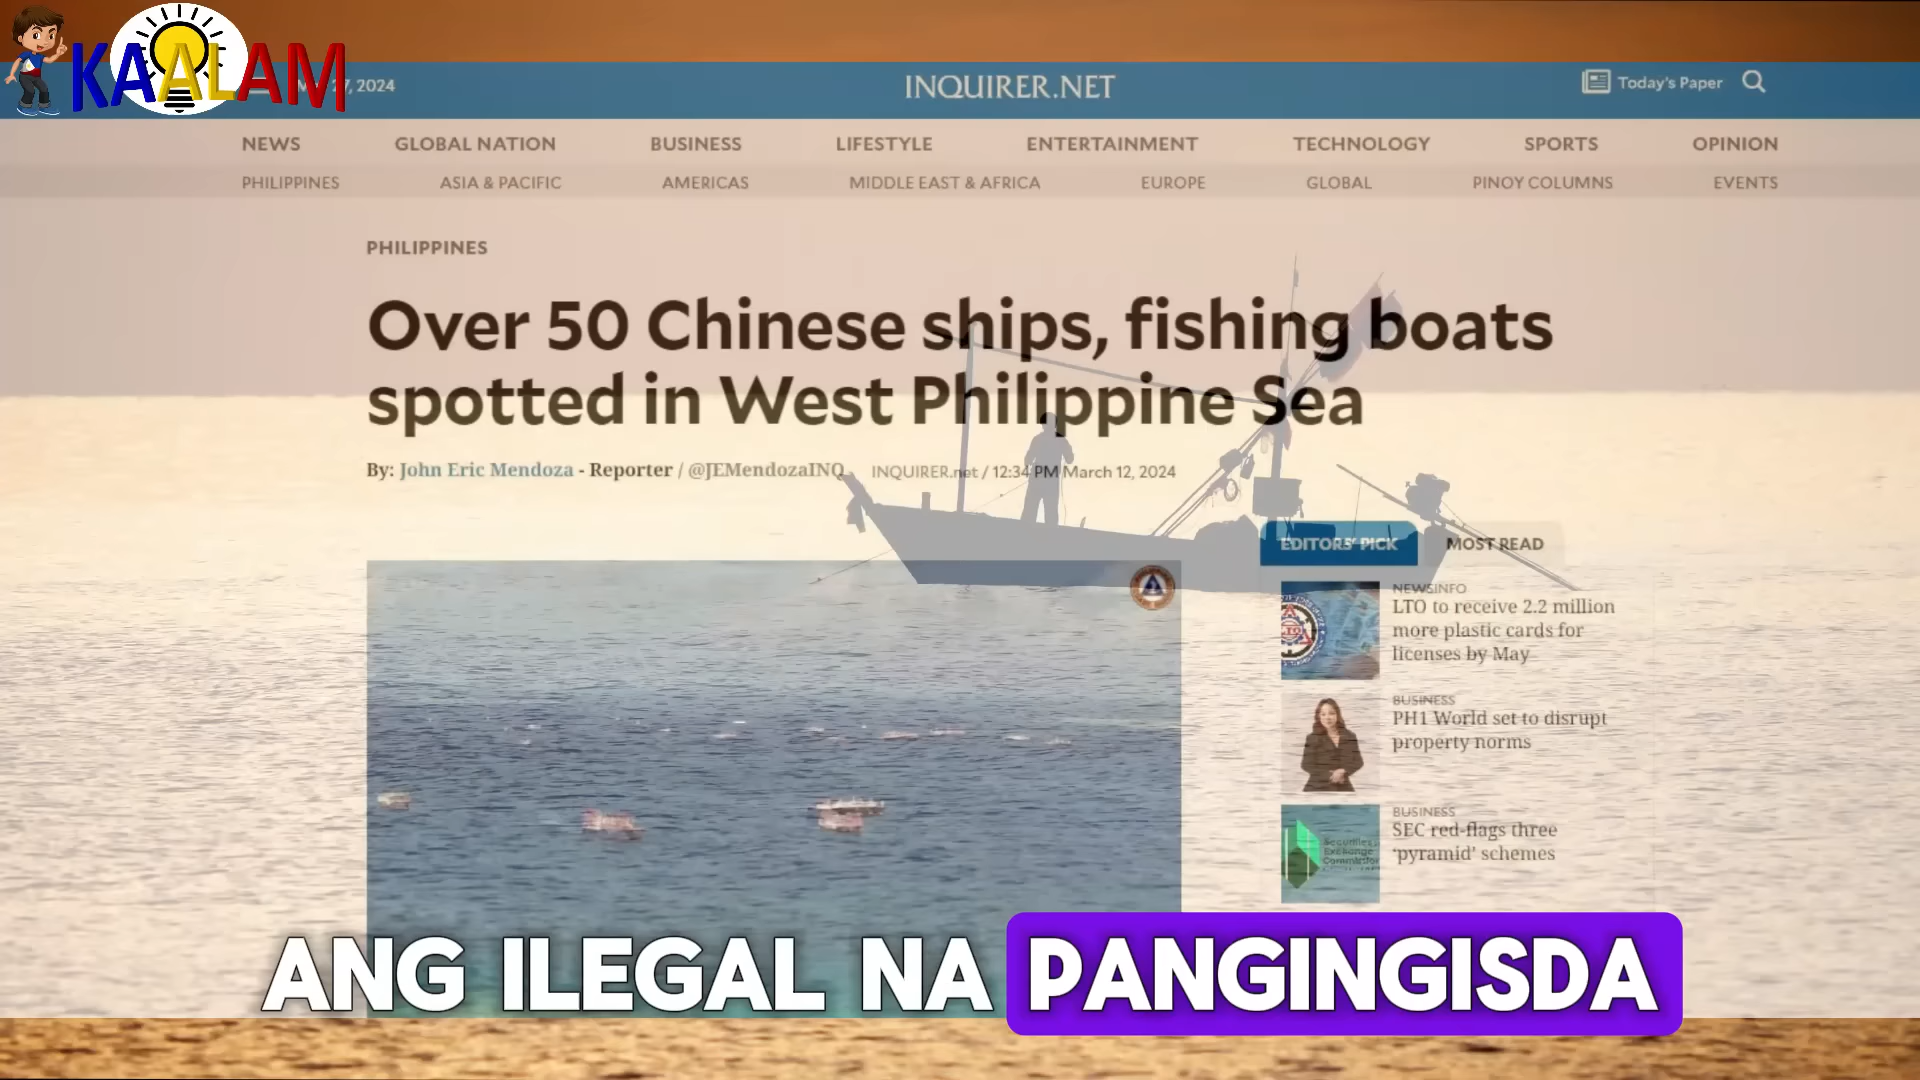 KAALAM
7, 2024
INQUIRER.NET
Today's Paper
NEWS GLOBAL NATION BUSINESS LIFESTYLE ENTERTAINMENT TECHNOLOGY SPORTS OPINION
PHILIPPINES ASIA & PACIFIC AMERICAS MIDDLE EAST & AFRICA EUROPE GLOBAL PINOY COLUMNS EVENTS
PHILIPPINES
Over 50 Chinese ships, fishing boats
spotted in West Philippine Sea
By: John Eric Mendoza - Reporter / @JEMendozaINQ INQUIRER.net / 12:34 PM March 12, 2024
EDITORS' PICK MOST READ
NEWSINFO
LTO to receive 2.2 million
more plastic cards for
licenses by May
BUSINESS
PH1 World set to disrupt
property norms
BUSINESS
SEC red-flags three
‘pyramid’ schemes
Securities
Exchange
Commission
ANG ILEGAL NA PANGINGISDA